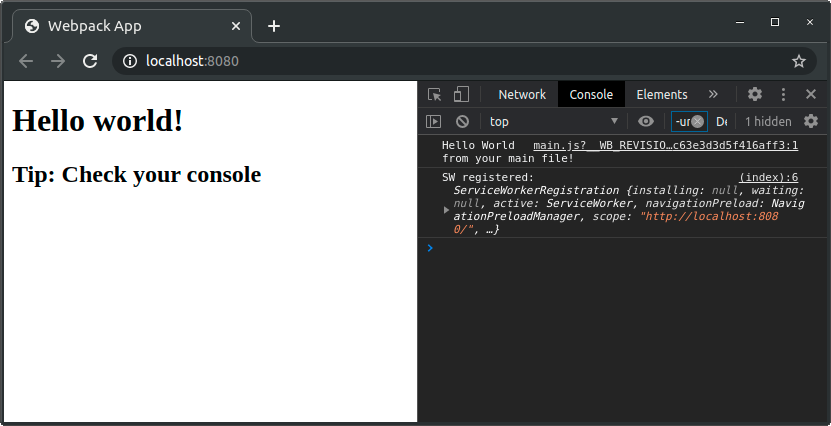 Webpack App
localhost:8080
Network Console Elements »
top -ur De 1 hidden
Hello world!
Tip: Check your console
Hello World main.js?__WB_REVISIO…c63e3d3d5f416aff3:1
from your main file!
SW registered: (index):6
ServiceWorkerRegistration {installing: null, waiting:
null, active: ServiceWorker, navigationPreload: Navig
ationPreloadManager, scope: "http://localhost:808
0/", …}